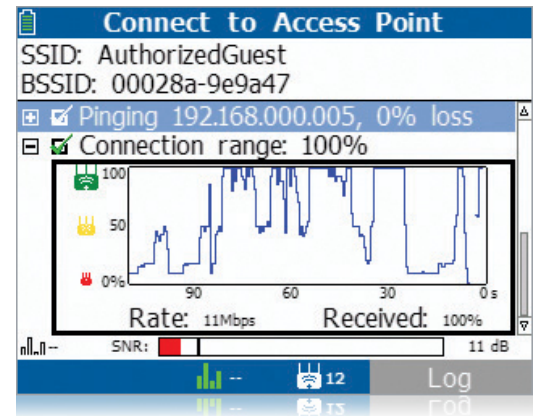 Connect to Access Point
SSID: AuthorizedGuest
BSSID: 00028a-9e9a47
Pinging 192.168.000.005, 0% loss
Connection range: 100%
100
50
0%
90 60 30 0 s
Rate: 11Mbps Received: 100%
-- SNR: 11 dB
-- 12 Log